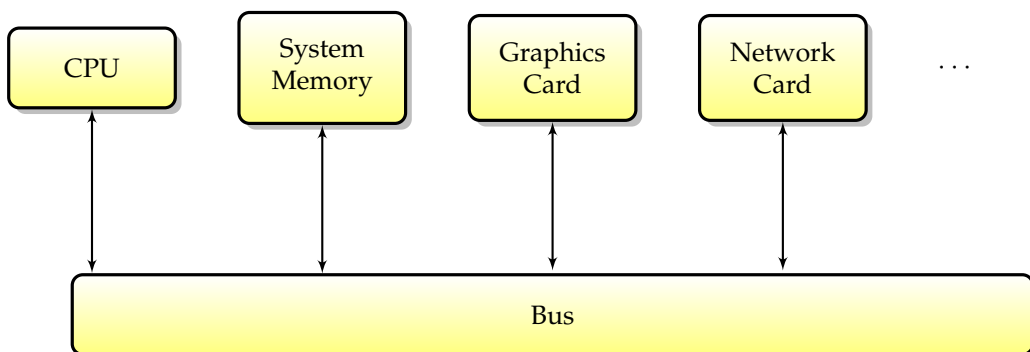 CPU
System
Memory
Graphics
Card
Network
Card
...
Bus